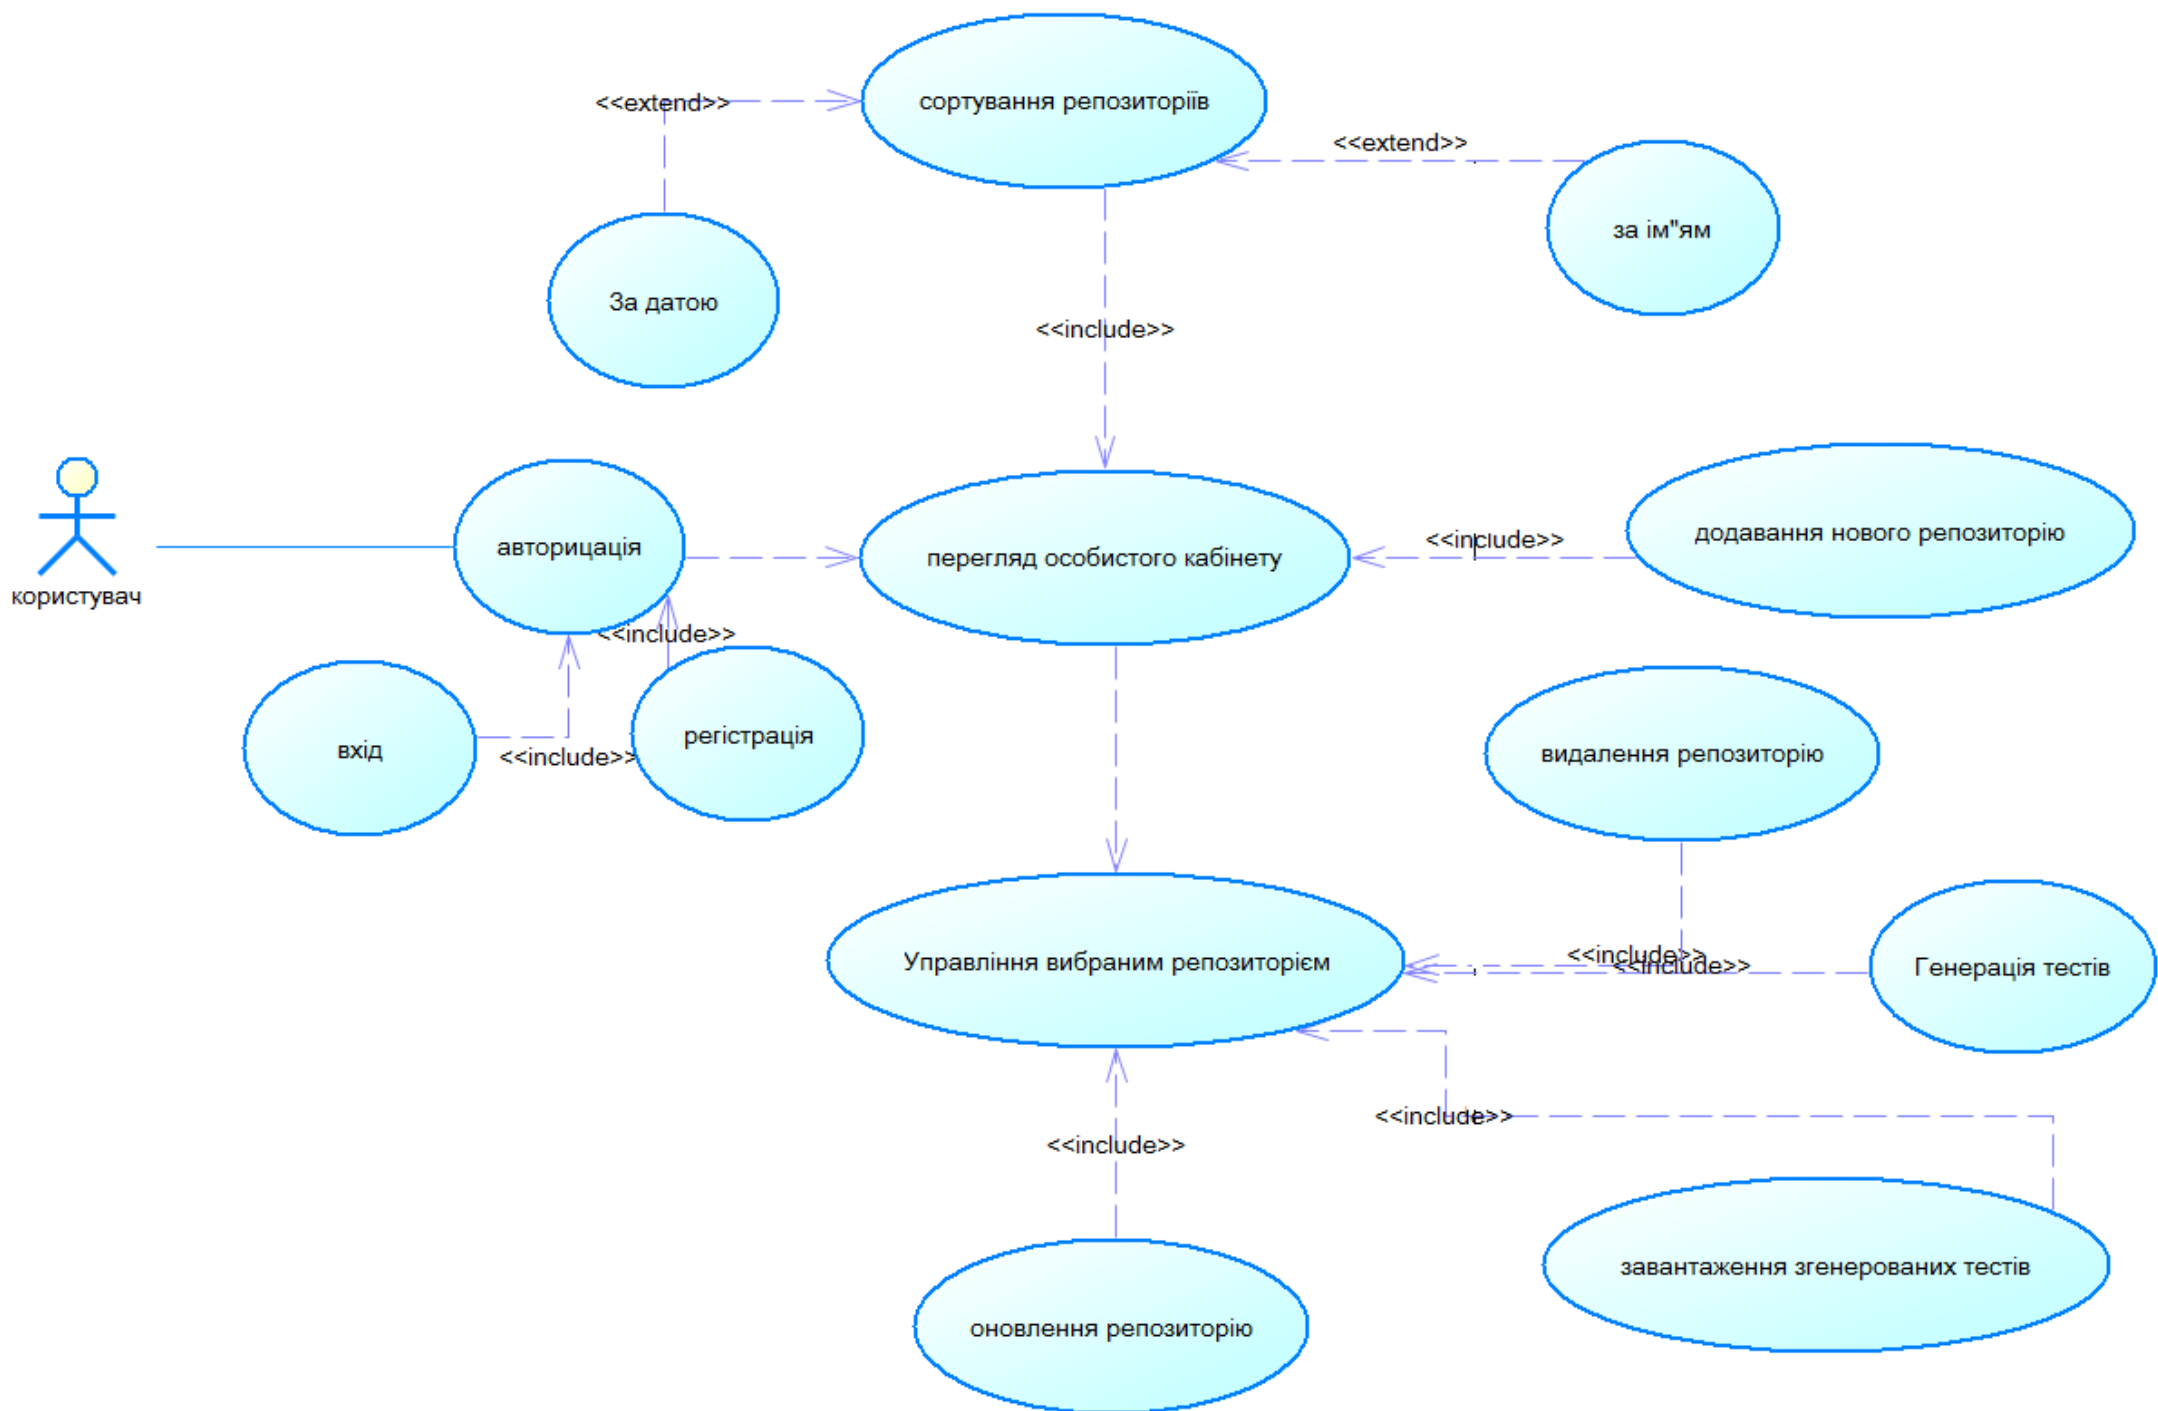 сортування репозиторіїв
<<extend>>
<<extend>>
за ім"ям
За датою
<<include>>
користувач
авторицація
перегляд особистого кабінету
<<include>>
додавання нового репозиторію
<<include>>
вхід
<<include>>
регістрація
видалення репозиторію
Управління вибраним репозиторієм
<<include>>
<<include>>
Генерація тестів
<<include>>
<<include>>
завантаження згенерованих тестів
оновлення репозиторію